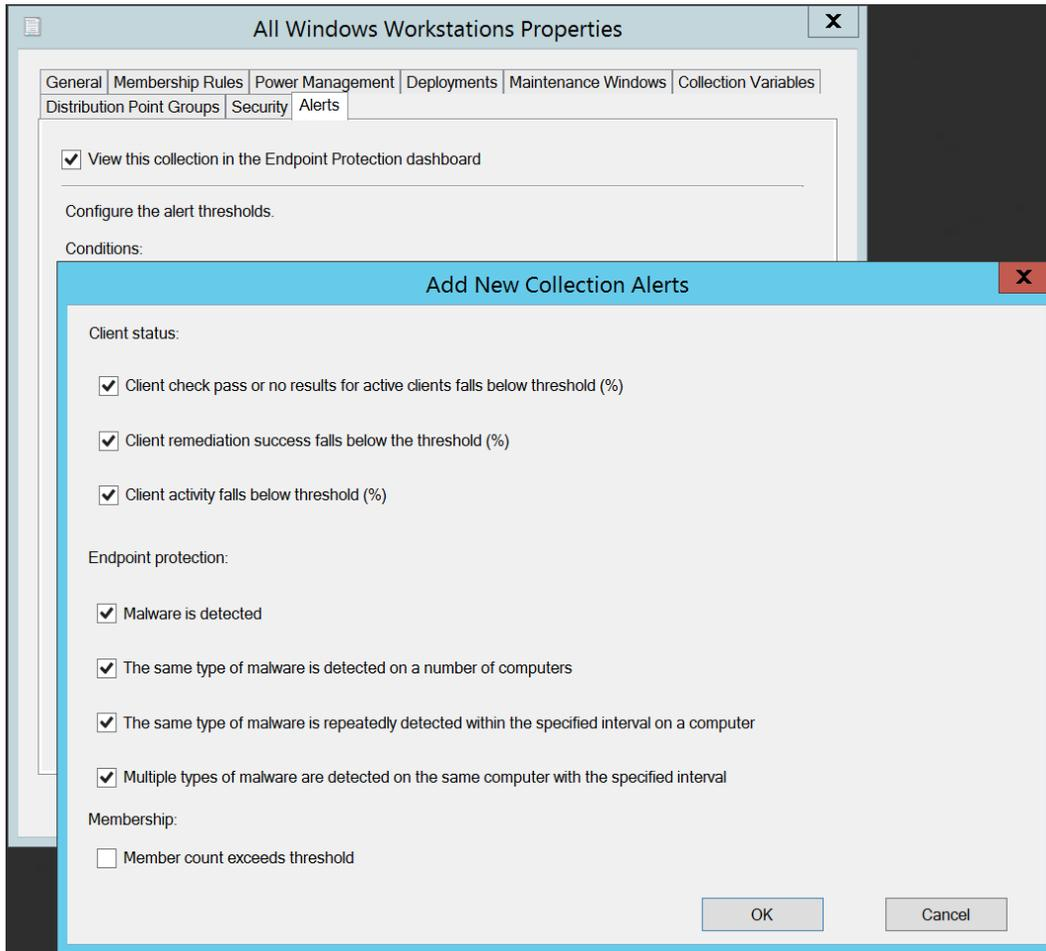 All Windows Workstations Properties
X
General Membership Rules Power Management Deployments Maintenance Windows Collection Variables
Distribution Point Groups Security Alerts
View this collection in the Endpoint Protection dashboard
Configure the alert thresholds.
Conditions:
Add New Collection Alerts
X
Client status:
Client check pass or no results for active clients falls below threshold (%)
Client remediation success falls below the threshold (%)
Client activity falls below threshold (%)
Endpoint protection:
Malware is detected
The same type of malware is detected on a number of computers
The same type of malware is repeatedly detected within the specified interval on a computer
Multiple types of malware are detected on the same computer with the specified interval
Membership:
Member count exceeds threshold
OK Cancel